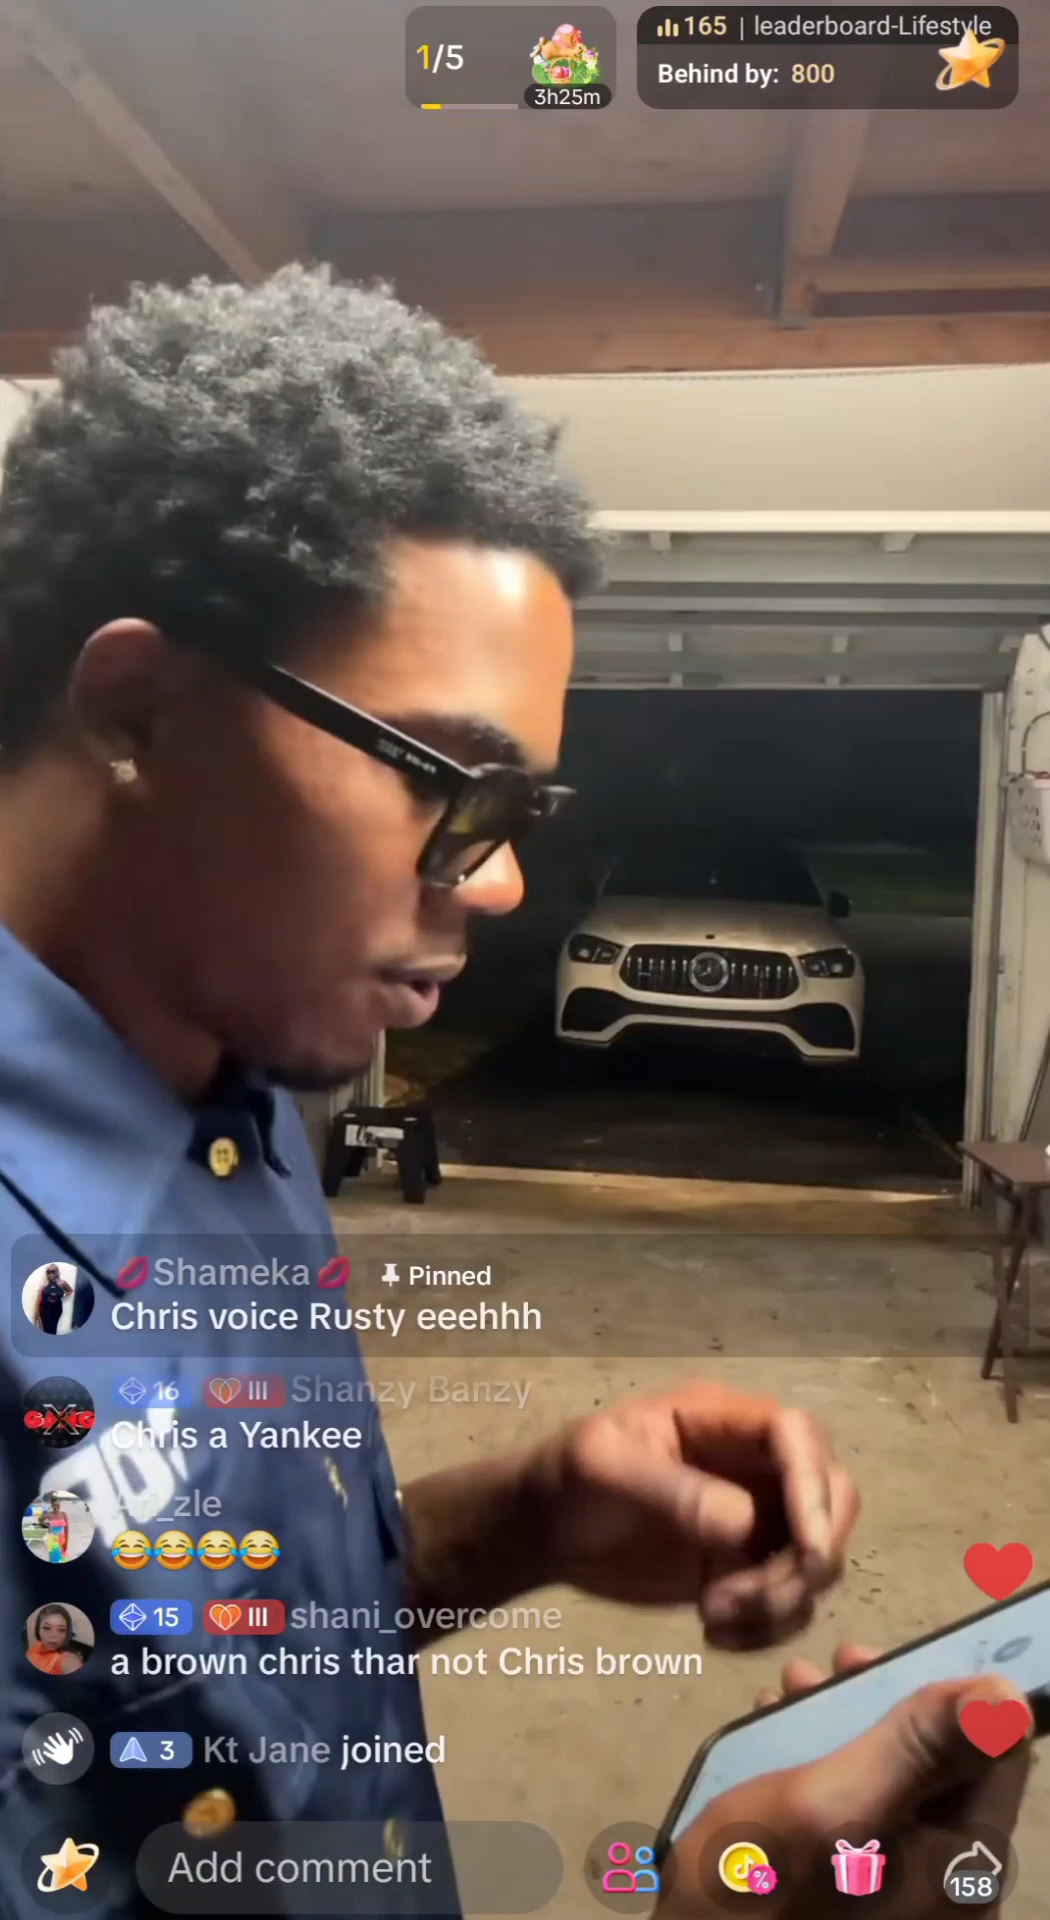 1/5
3h25m
165 | leaderboard-Lifestyle
Behind by: 800
💋Shameka💋 Pinned
Chris voice Rusty eeehhh
16 III Shanzy Banzy
Chris a Yankee
zle
😂😂😂😂
15 III shani_overcome
a brown chris thar not Chris brown
3 Kt Jane joined
Add comment
158